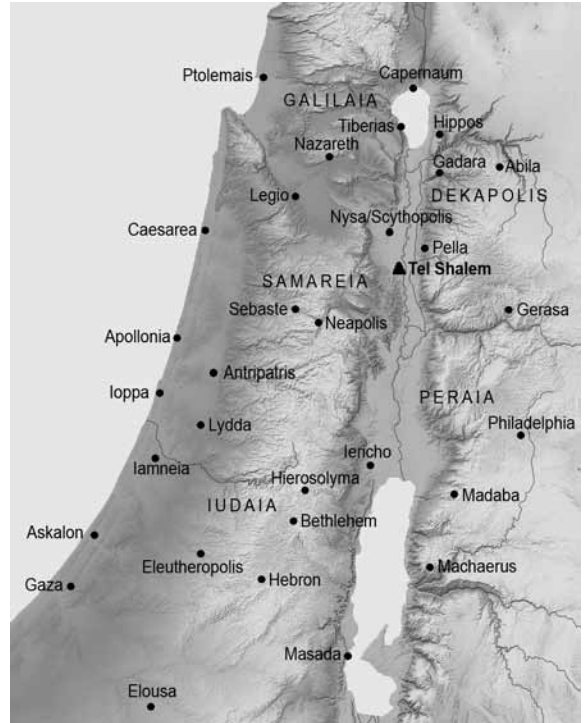 Capernaum
Ptolemais
GALILAIA
Tiberias
Hippos
Nazareth
Gadara
Abila
DEKAPOLIS
Legio
Nysa/Scythopolis
Caesarea
Pella
Tel Shalem
SAMAREIA
Sebaste
Gerasa
Neapolis
Apollonia
Antripatris
Ioppa
PERAIA
Philadelphia
Lydda
Iamneia
Iericho
Hierosolyma
Madaba
IUDAIA
Bethlehem
Askalon
Eleutheropolis
Machaerus
Gaza
Hebron
Masada
Elousa